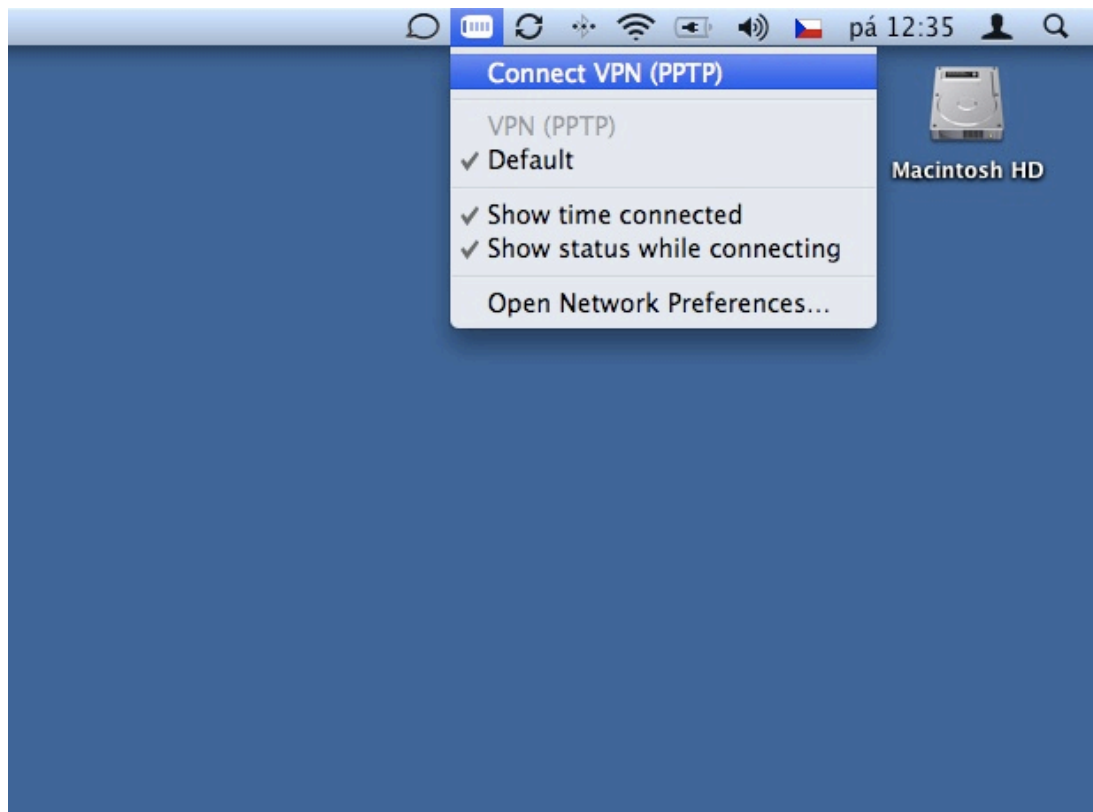 pá 12:35
Connect VPN (PPTP)
VPN (PPTP)
✓ Default
✓ Show time connected
✓ Show status while connecting
Open Network Preferences...
Macintosh HD